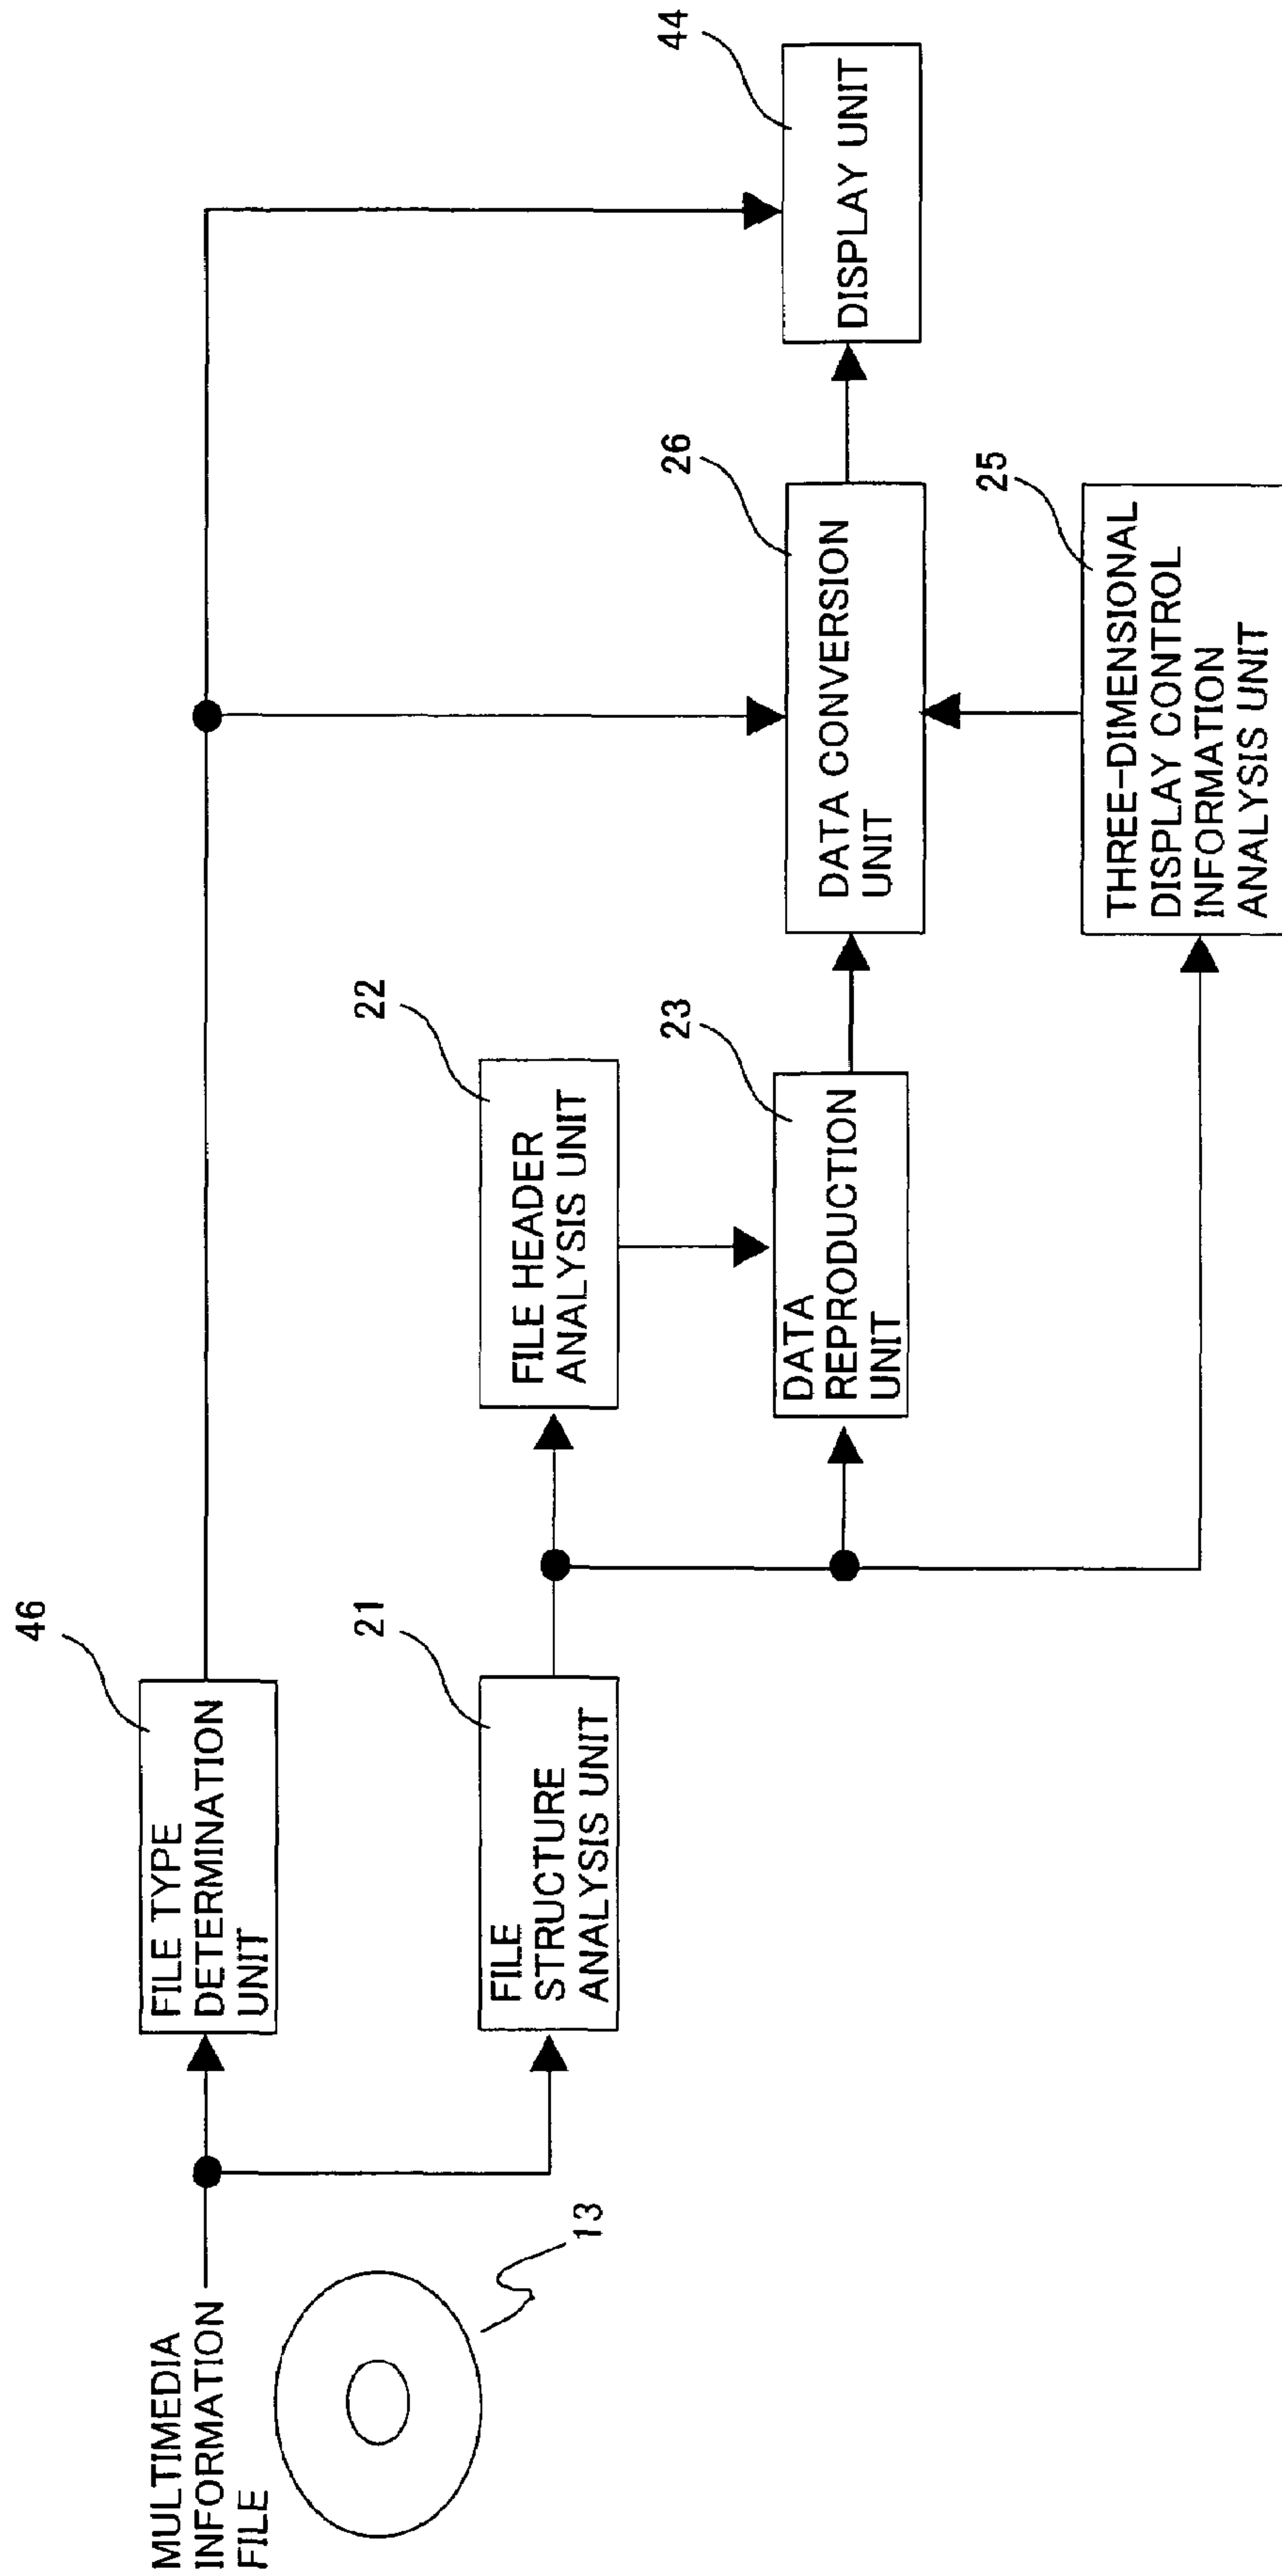 MULTIMEDIA
INFORMATION
FILE
13
46
FILE TYPE
DETERMINATION
UNIT
21
FILE
STRUCTURE
ANALYSIS UNIT
22
FILE HEADER
ANALYSIS UNIT
23
DATA
REPRODUCTION
UNIT
26
DATA CONVERSION
UNIT
25
THREE-DIMENSIONAL
DISPLAY CONTROL
INFORMATION
ANALYSIS UNIT
44
DISPLAY UNIT